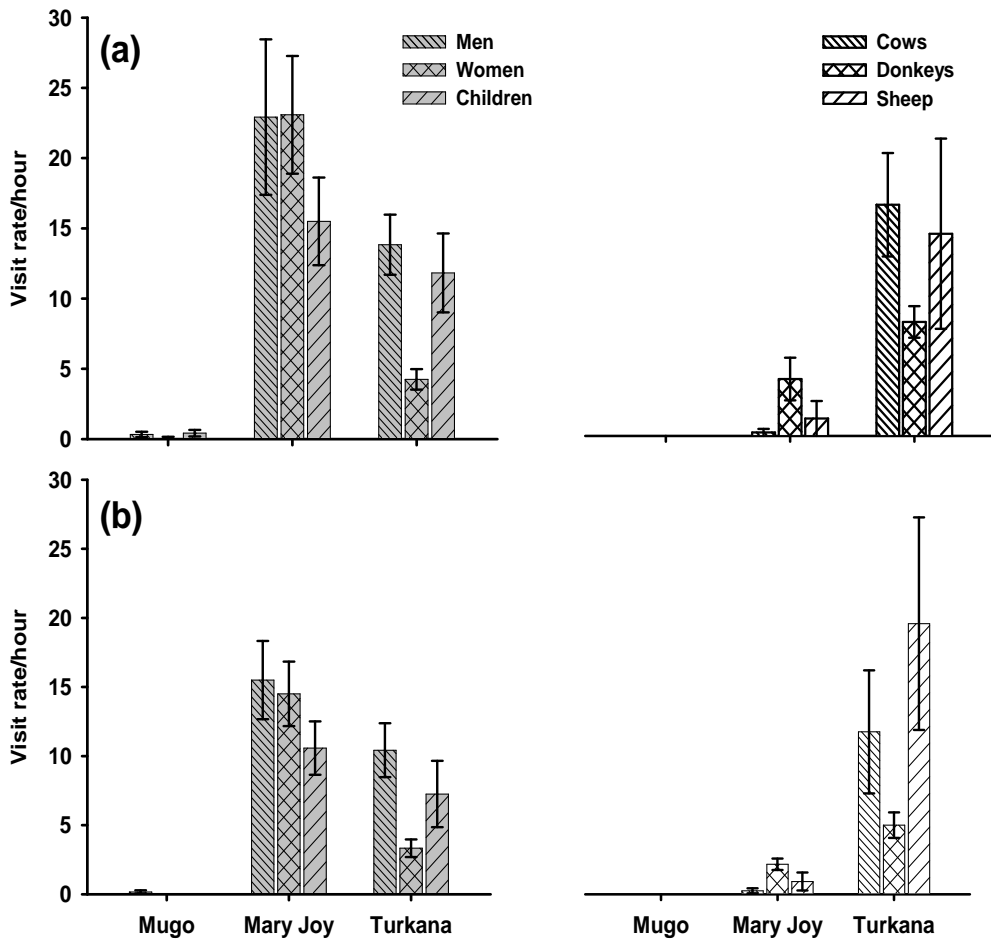 (a)
Men
Women
Children
Cows
Donkeys
Sheep
Visit rate/hour
30
25
20
15
10
5
0
(b)
Visit rate/hour
30
25
20
15
10
5
0
Mugo Mary Joy Turkana
Mugo Mary Joy Turkana